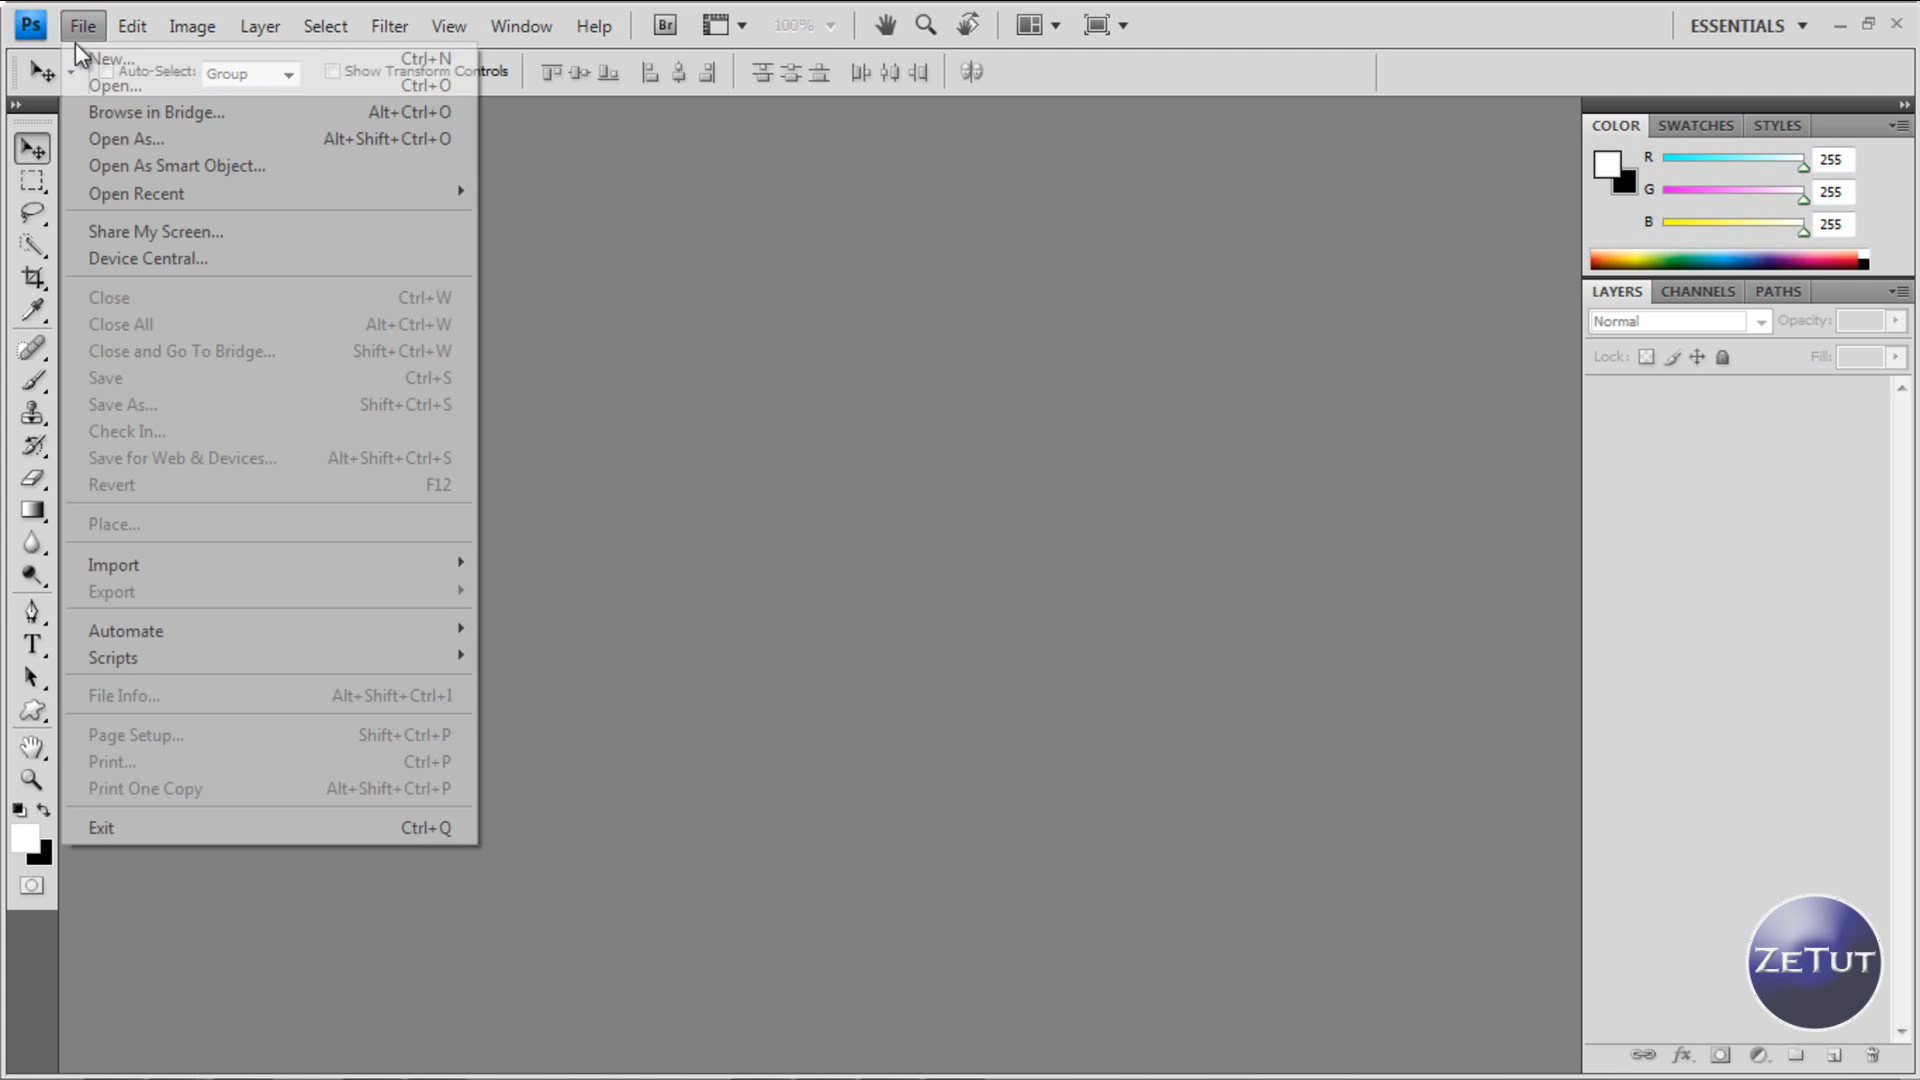 Ps File Edit Image Layer Select Filter View Window Help Br 100% ESSENTIALS
Auto-Select: Group Show Transform Controls
New... Ctrl+N
Open... Ctrl+O
Browse in Bridge... Alt+Ctrl+O
Open As... Alt+Shift+Ctrl+O
Open As Smart Object...
Open Recent
Share My Screen...
Device Central...
Close Ctrl+W
Close All Alt+Ctrl+W
Close and Go To Bridge... Shift+Ctrl+W
Save Ctrl+S
Save As... Shift+Ctrl+S
Check In...
Save for Web & Devices... Alt+Shift+Ctrl+S
Revert F12
Place...
Import
Export
Automate
Scripts
File Info... Alt+Shift+Ctrl+I
Page Setup... Shift+Ctrl+P
Print... Ctrl+P
Print One Copy Alt+Shift+Ctrl+P
Exit Ctrl+Q
COLOR SWATCHES STYLES
R 255
G 255
B 255
LAYERS CHANNELS PATHS
Normal Opacity:
Lock: Fill:
fx
ZeTut